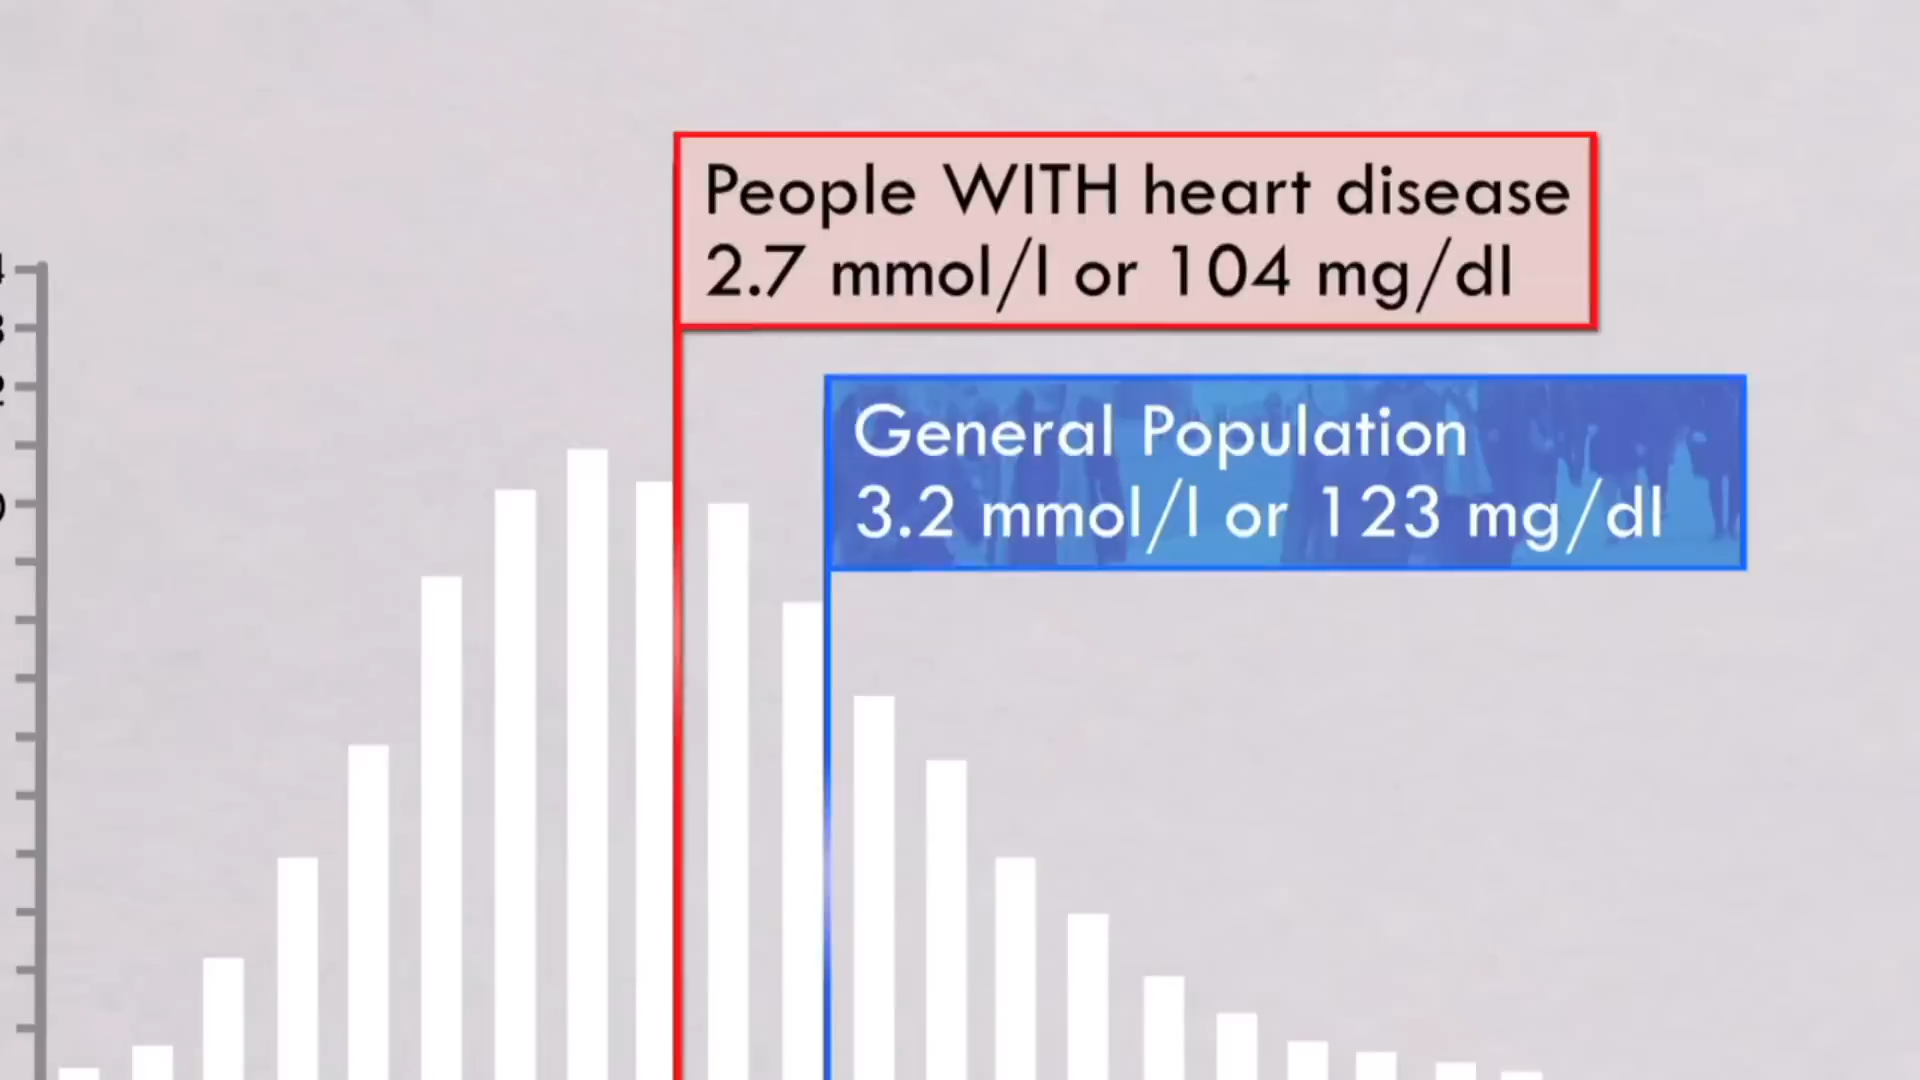 People WITH heart disease
2.7 mmol/l or 104 mg/dl
General Population
3.2 mmol/l or 123 mg/dl